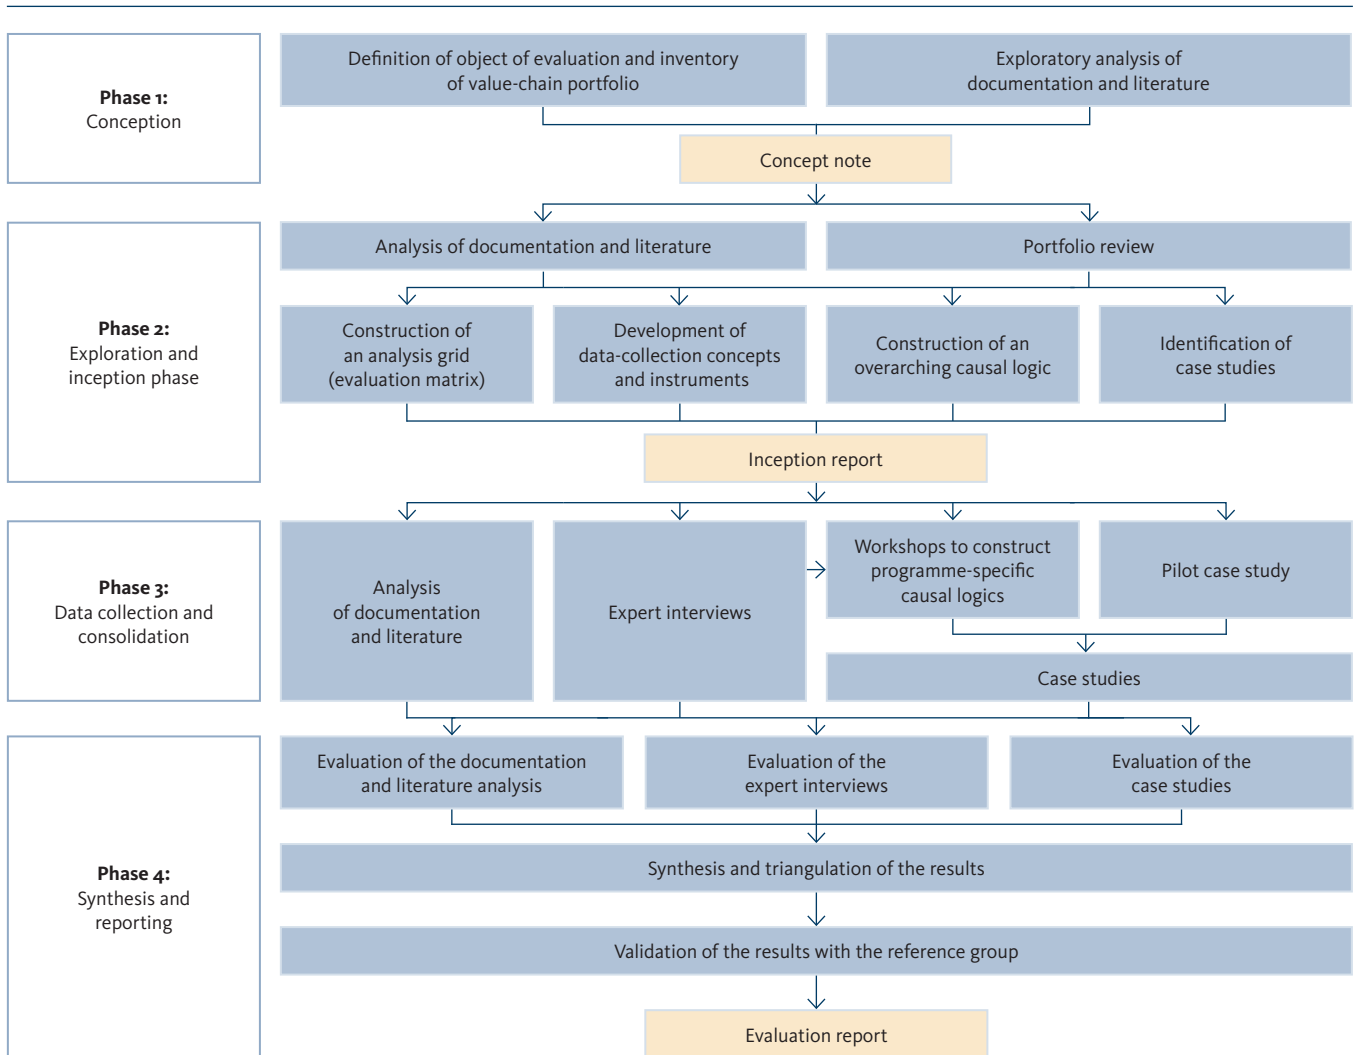 Phase 1:
Conception
Definition of object of evaluation and inventory
of value-chain portfolio
Exploratory analysis of
documentation and literature
Concept note
Phase 2:
Exploration and
inception phase
Analysis of documentation and literature
Portfolio review
Construction of
an analysis grid
(evaluation matrix)
Development of
data-collection concepts
and instruments
Construction of an
overarching causal logic
Identification of
case studies
Inception report
Phase 3:
Data collection and
consolidation
Analysis
of documentation
and literature
Expert interviews
Workshops to construct
programme-specific
causal logics
Pilot case study
Case studies
Phase 4:
Synthesis and
reporting
Evaluation of the documentation
and literature analysis
Evaluation of the
expert interviews
Evaluation of the
case studies
Synthesis and triangulation of the results
Validation of the results with the reference group
Evaluation report